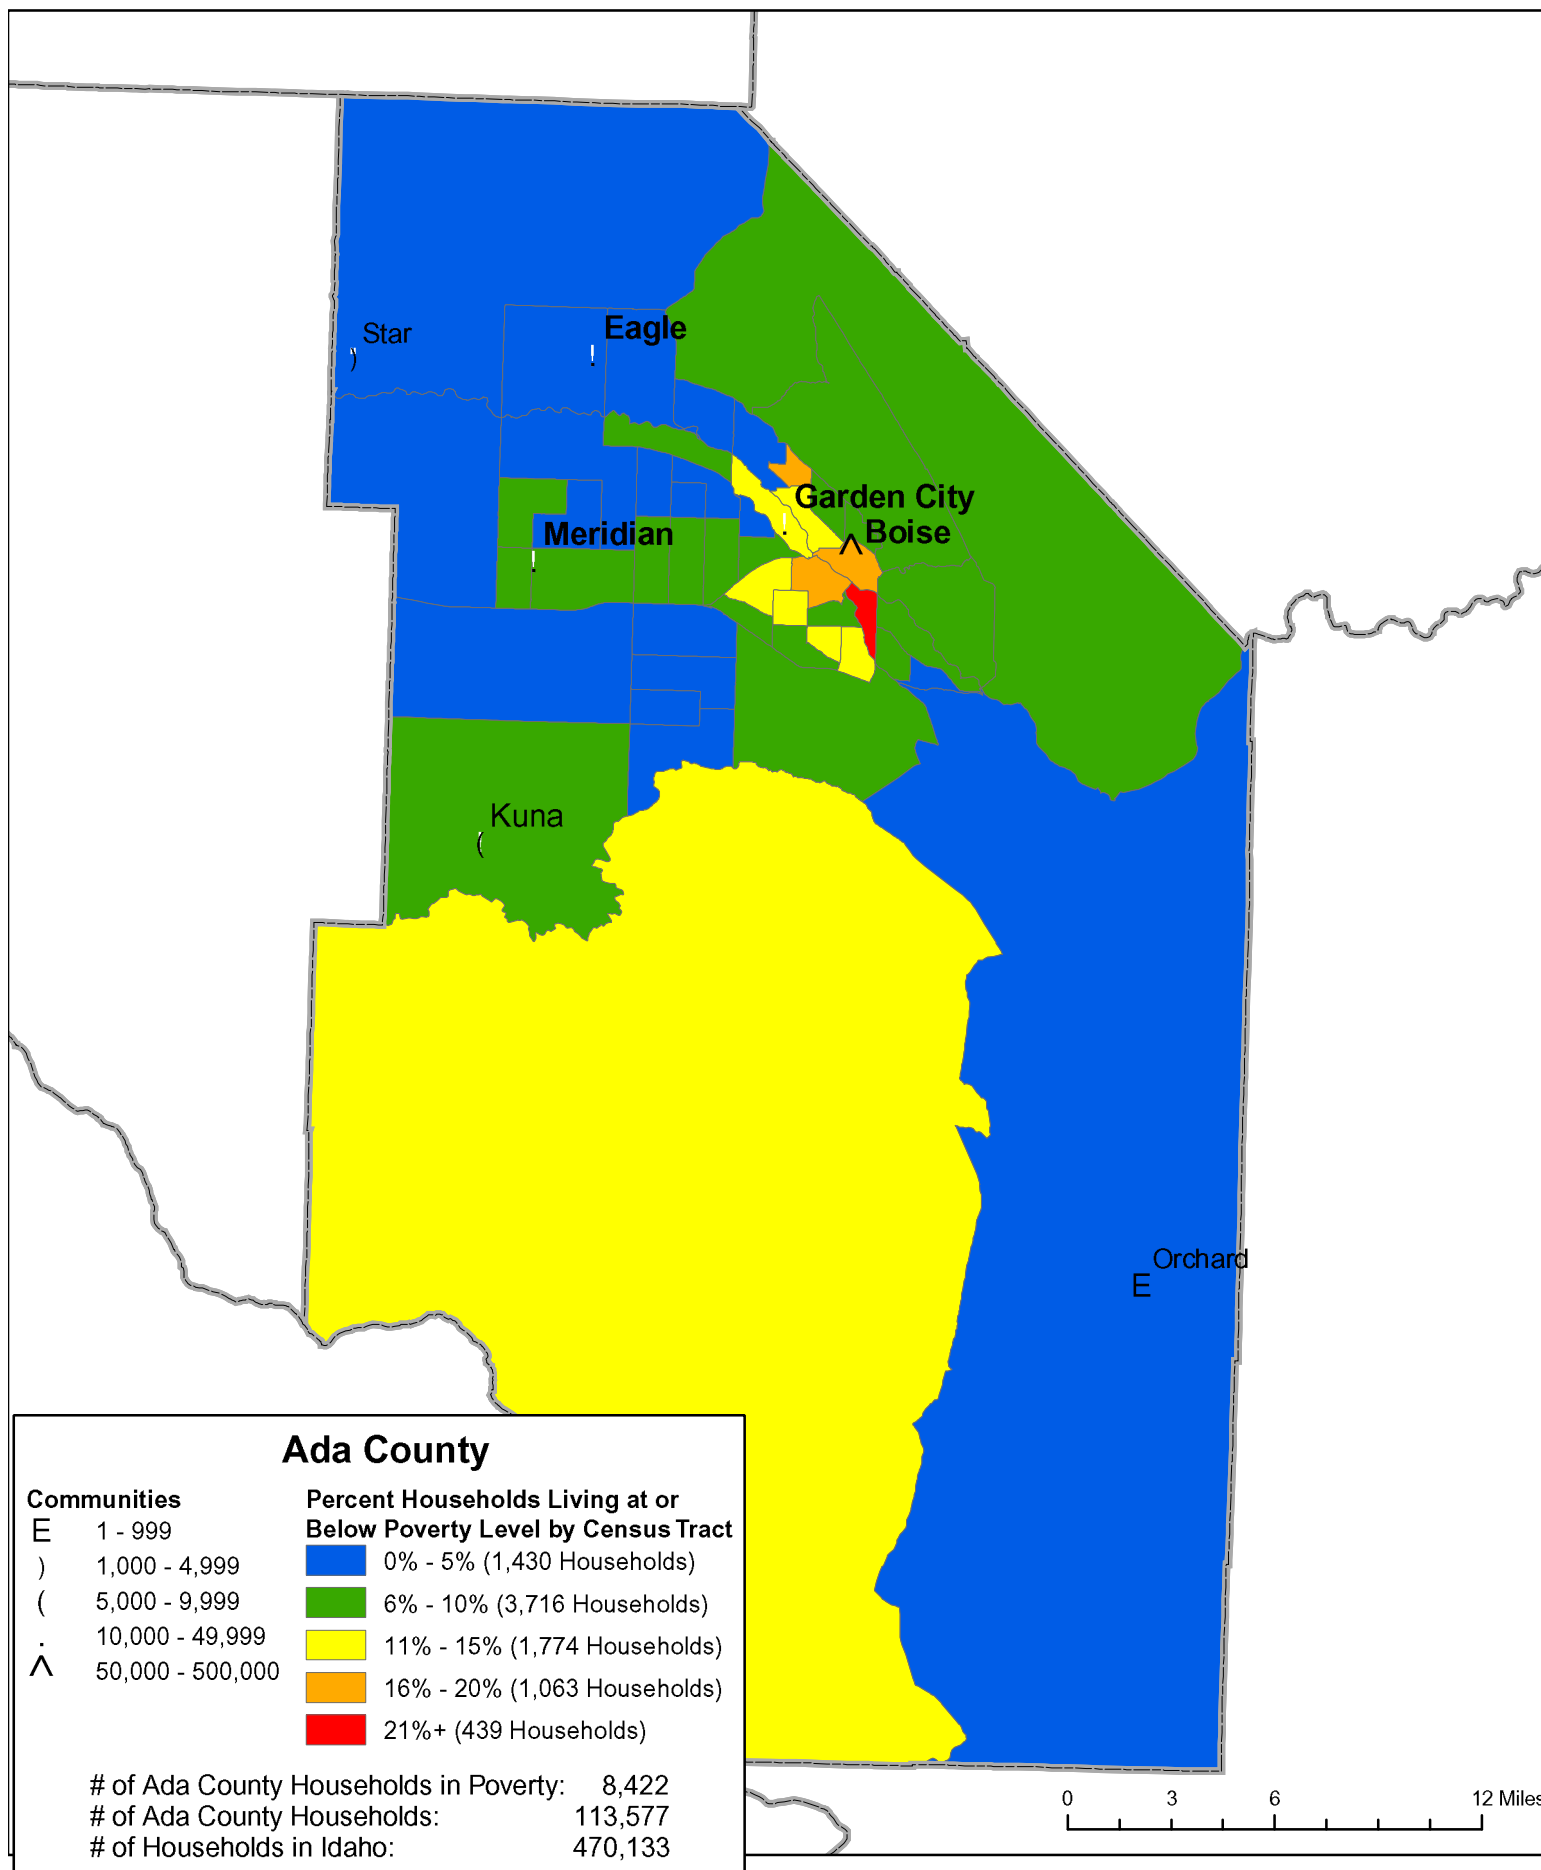 Star
Eagle
Garden City
Boise
Meridian
Kuna
Orchard
E
Ada County
Communities
E 1 - 999
) 1,000 - 4,999
( 5,000 - 9,999
. 10,000 - 49,999
^ 50,000 - 500,000
Percent Households Living at or
Below Poverty Level by Census Tract
0% - 5% (1,430 Households)
6% - 10% (3,716 Households)
11% - 15% (1,774 Households)
16% - 20% (1,063 Households)
21%+ (439 Households)
# of Ada County Households in Poverty: 8,422
# of Ada County Households: 113,577
# of Households in Idaho: 470,133
0 3 6 12 Miles